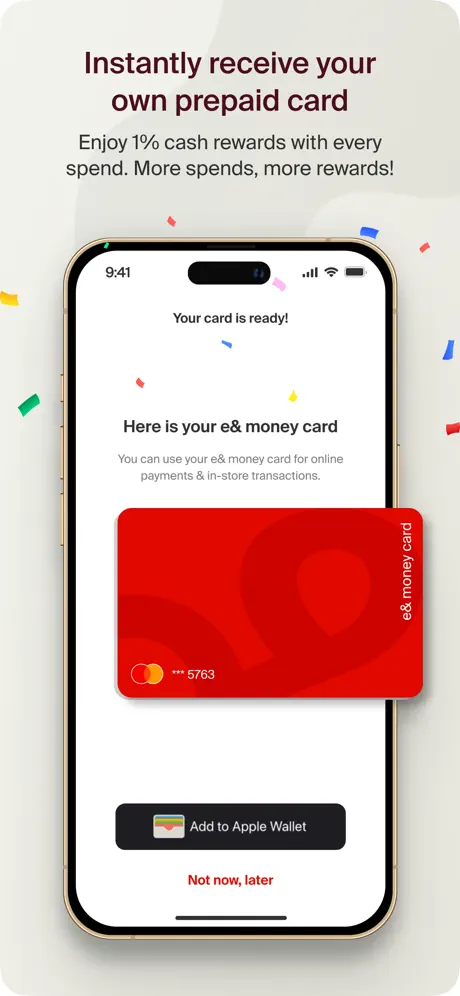 Instantly receive your
own prepaid card
Enjoy 1% cash rewards with every
spend. More spends, more rewards!
9:41
Your card is ready!
Here is your e& money card
You can use your e& money card for online
payments & in-store transactions.
e& money card
*** 5763
Add to Apple Wallet
Not now, later